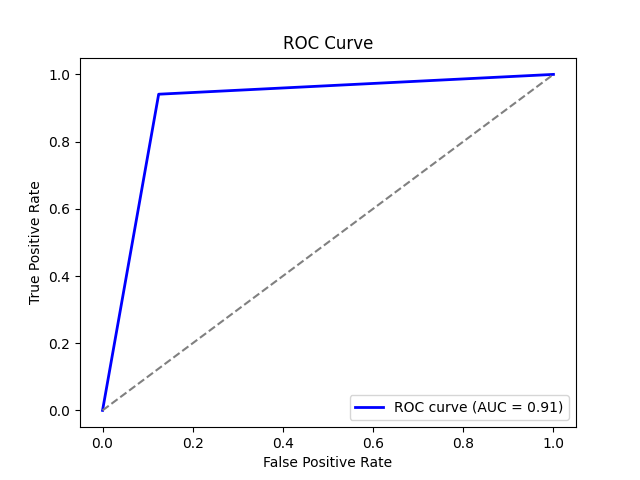 ROC Curve
1.0
0.8
0.6
0.4
0.2
0.0
True Positive Rate
ROC curve (AUC = 0.91)
0.0 0.2 0.4 0.6 0.8 1.0
False Positive Rate